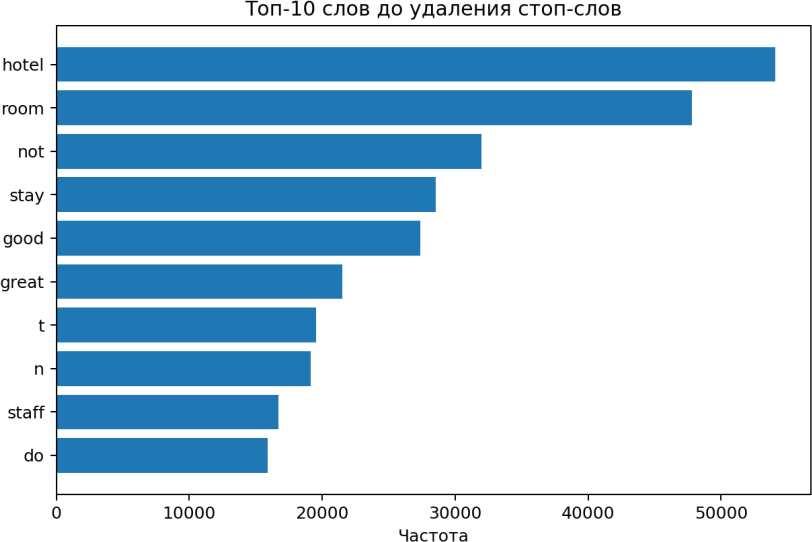 Топ-10 слов до удаления стоп-слов
hotel
room
not
stay
good
great
t
n
staff
do
0 10000 20000 30000 40000 50000
Частота